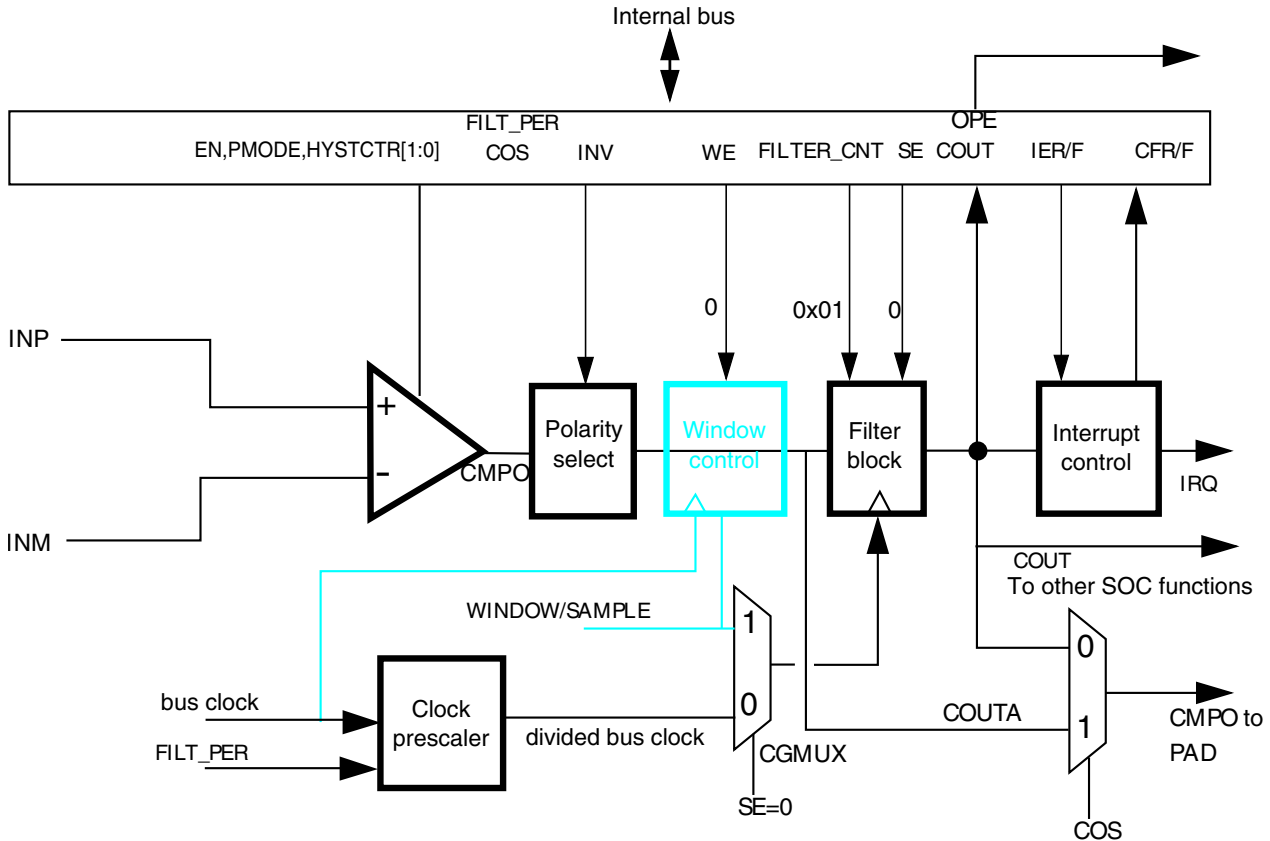 Internal bus
FILT_PER
OPE
EN,PMODE,HYSTCTR[1:0]
COS
INV
WE
FILTER_CNT
SE
COUT
IER/F
CFR/F
0
0x01
0
INP
+
-
INM
CMPO
Polarity
select
Window
control
Filter
block
Interrupt
control
IRQ
COUT
To other SOC functions
WINDOW/SAMPLE
1
0
bus clock
FILT_PER
Clock
prescaler
divided bus clock
CGMUX
SE=0
COUTA
0
1
CMPO to
PAD
COS